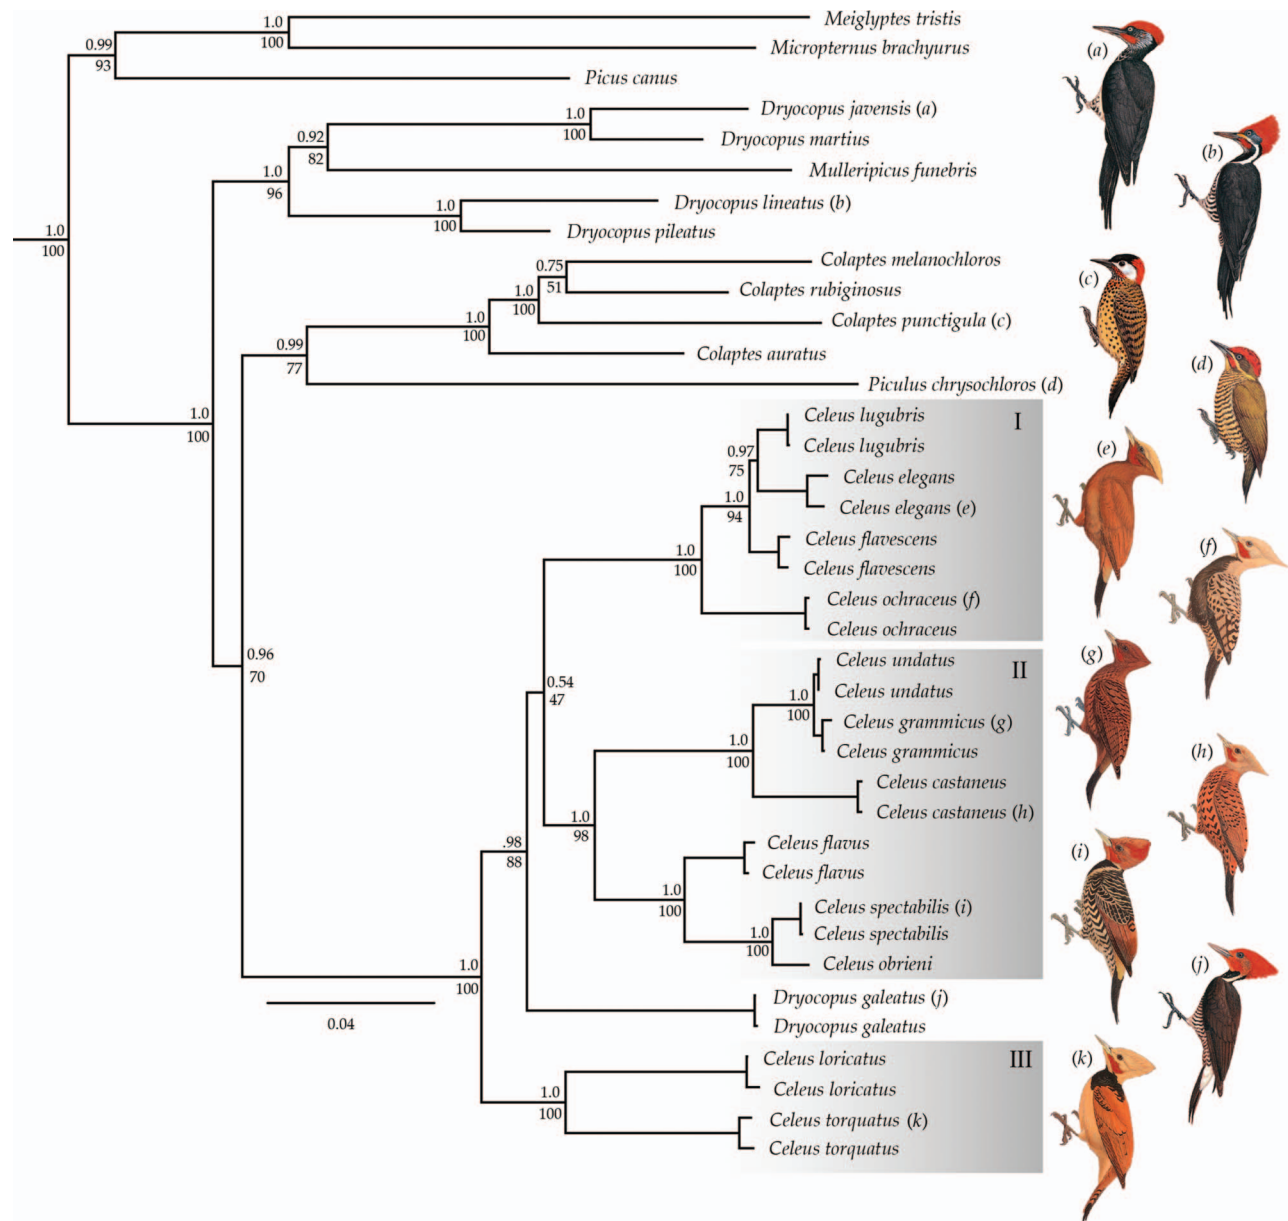 Meiglyptes tristis
1.0
100
Micropternus brachyurus
0.99
93
Picus canus
(a)
Dryocopus javensis (a)
1.0
100
Dryocopus martius
0.92
82
Mulleripicus funebris
(b)
1.0
96
Dryocopus lineatus (b)
1.0
100
Dryocopus pileatus
1.0
100
Colaptes melanochloros
0.75
51
Colaptes rubiginosus
(c)
1.0
100
Colaptes punctigula (c)
1.0
100
Colaptes auratus
0.99
77
(d)
Piculus chrysochloros (d)
1.0
100
I
Celeus lugubris
Celeus lugubris
(e)
0.97
75
Celeus elegans
1.0
94
Celeus elegans (e)
Celeus flavescens
1.0
100
(f)
Celeus flavescens
Celeus ochraceus (f)
Celeus ochraceus
0.96
70
II
Celeus undatus
(g)
0.54
47
Celeus undatus
1.0
100
Celeus grammicus (g)
1.0
100
Celeus grammicus
(h)
Celeus castaneus
Celeus castaneus (h)
1.0
98
.98
88
Celeus flavus
(i)
Celeus flavus
1.0
100
Celeus spectabilis (i)
Celeus spectabilis
1.0
100
Celeus obrieni
(j)
1.0
100
Dryocopus galeatus (j)
0.04
Dryocopus galeatus
III
Celeus loricatus
(k)
Celeus loricatus
1.0
100
Celeus torquatus (k)
Celeus torquatus